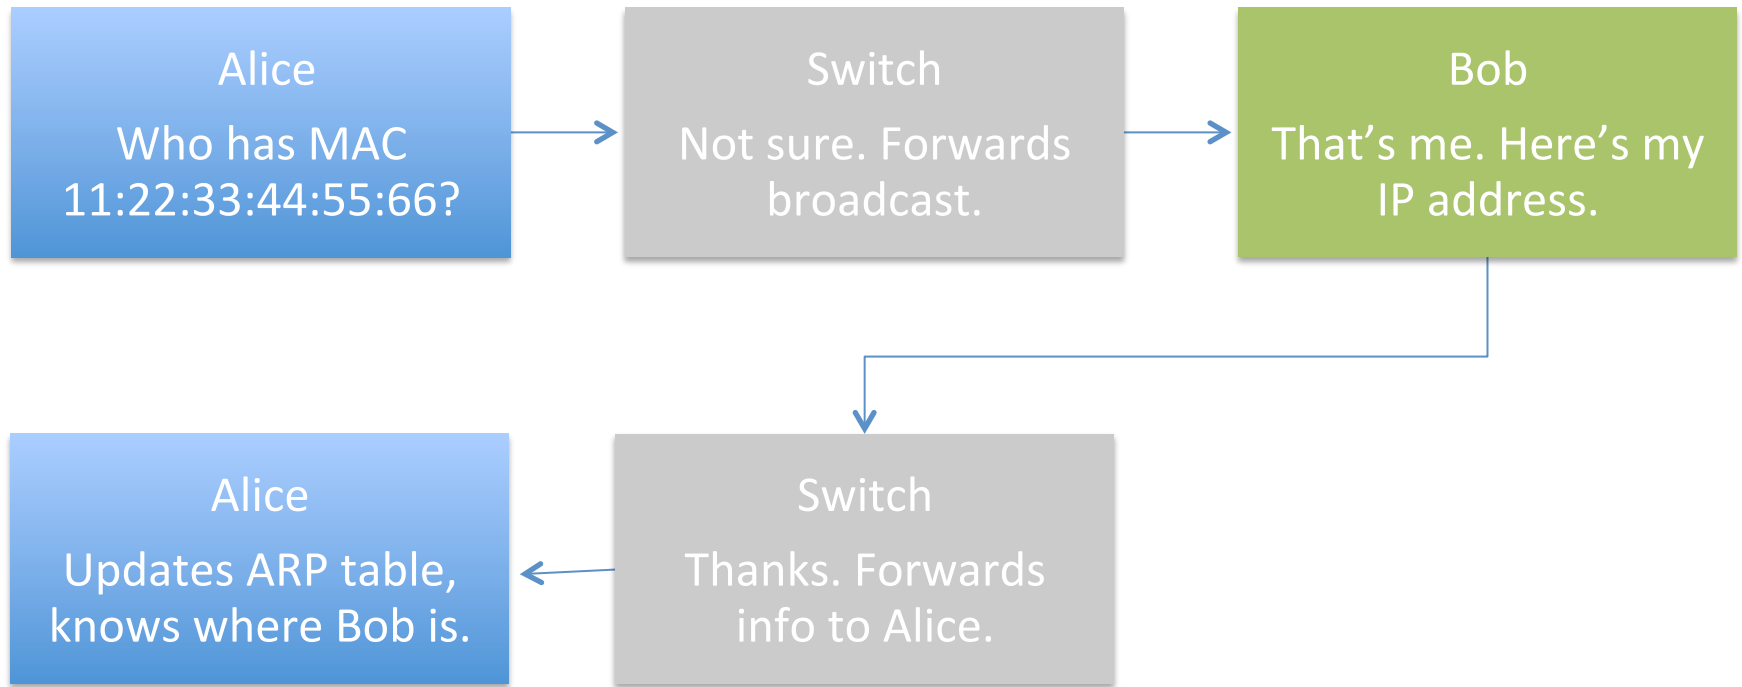 Alice
Who has MAC
11:22:33:44:55:66?
Switch
Not sure. Forwards
broadcast.
Bob
That’s me. Here’s my
IP address.
Alice
Updates ARP table,
knows where Bob is.
Switch
Thanks. Forwards
info to Alice.